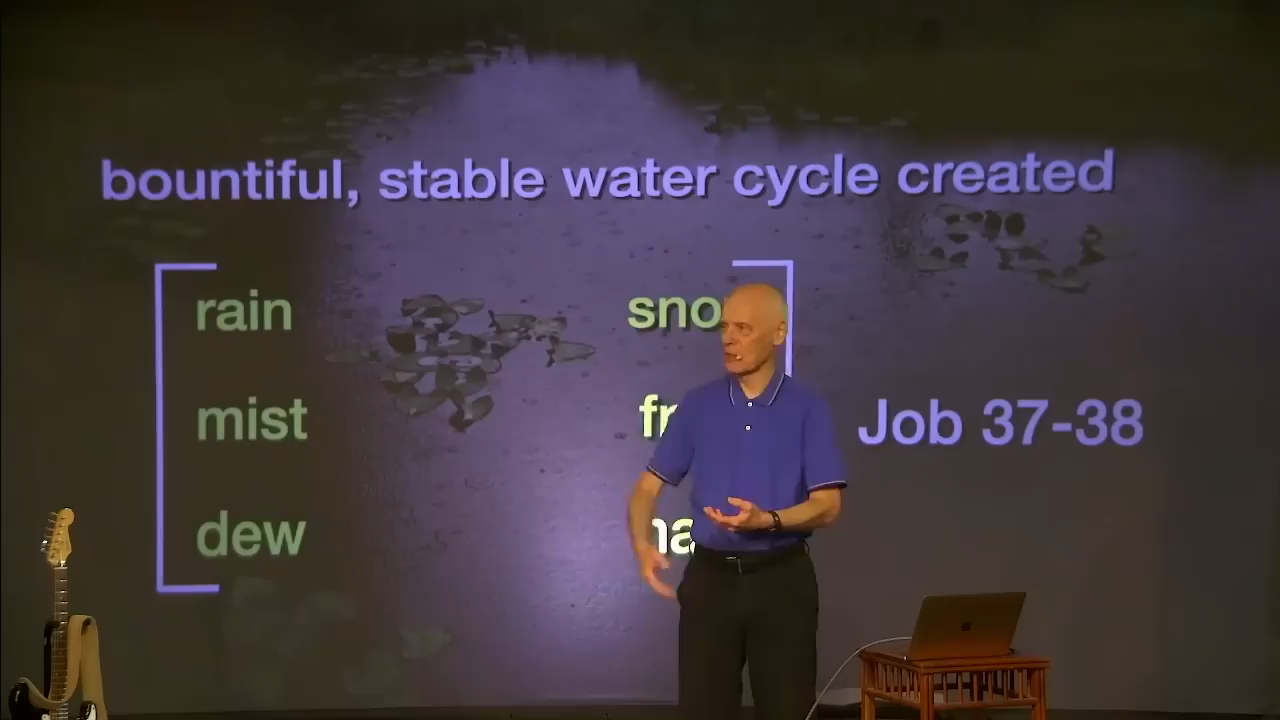 bountiful, stable water cycle created
rain
mist
dew
Job 37-38